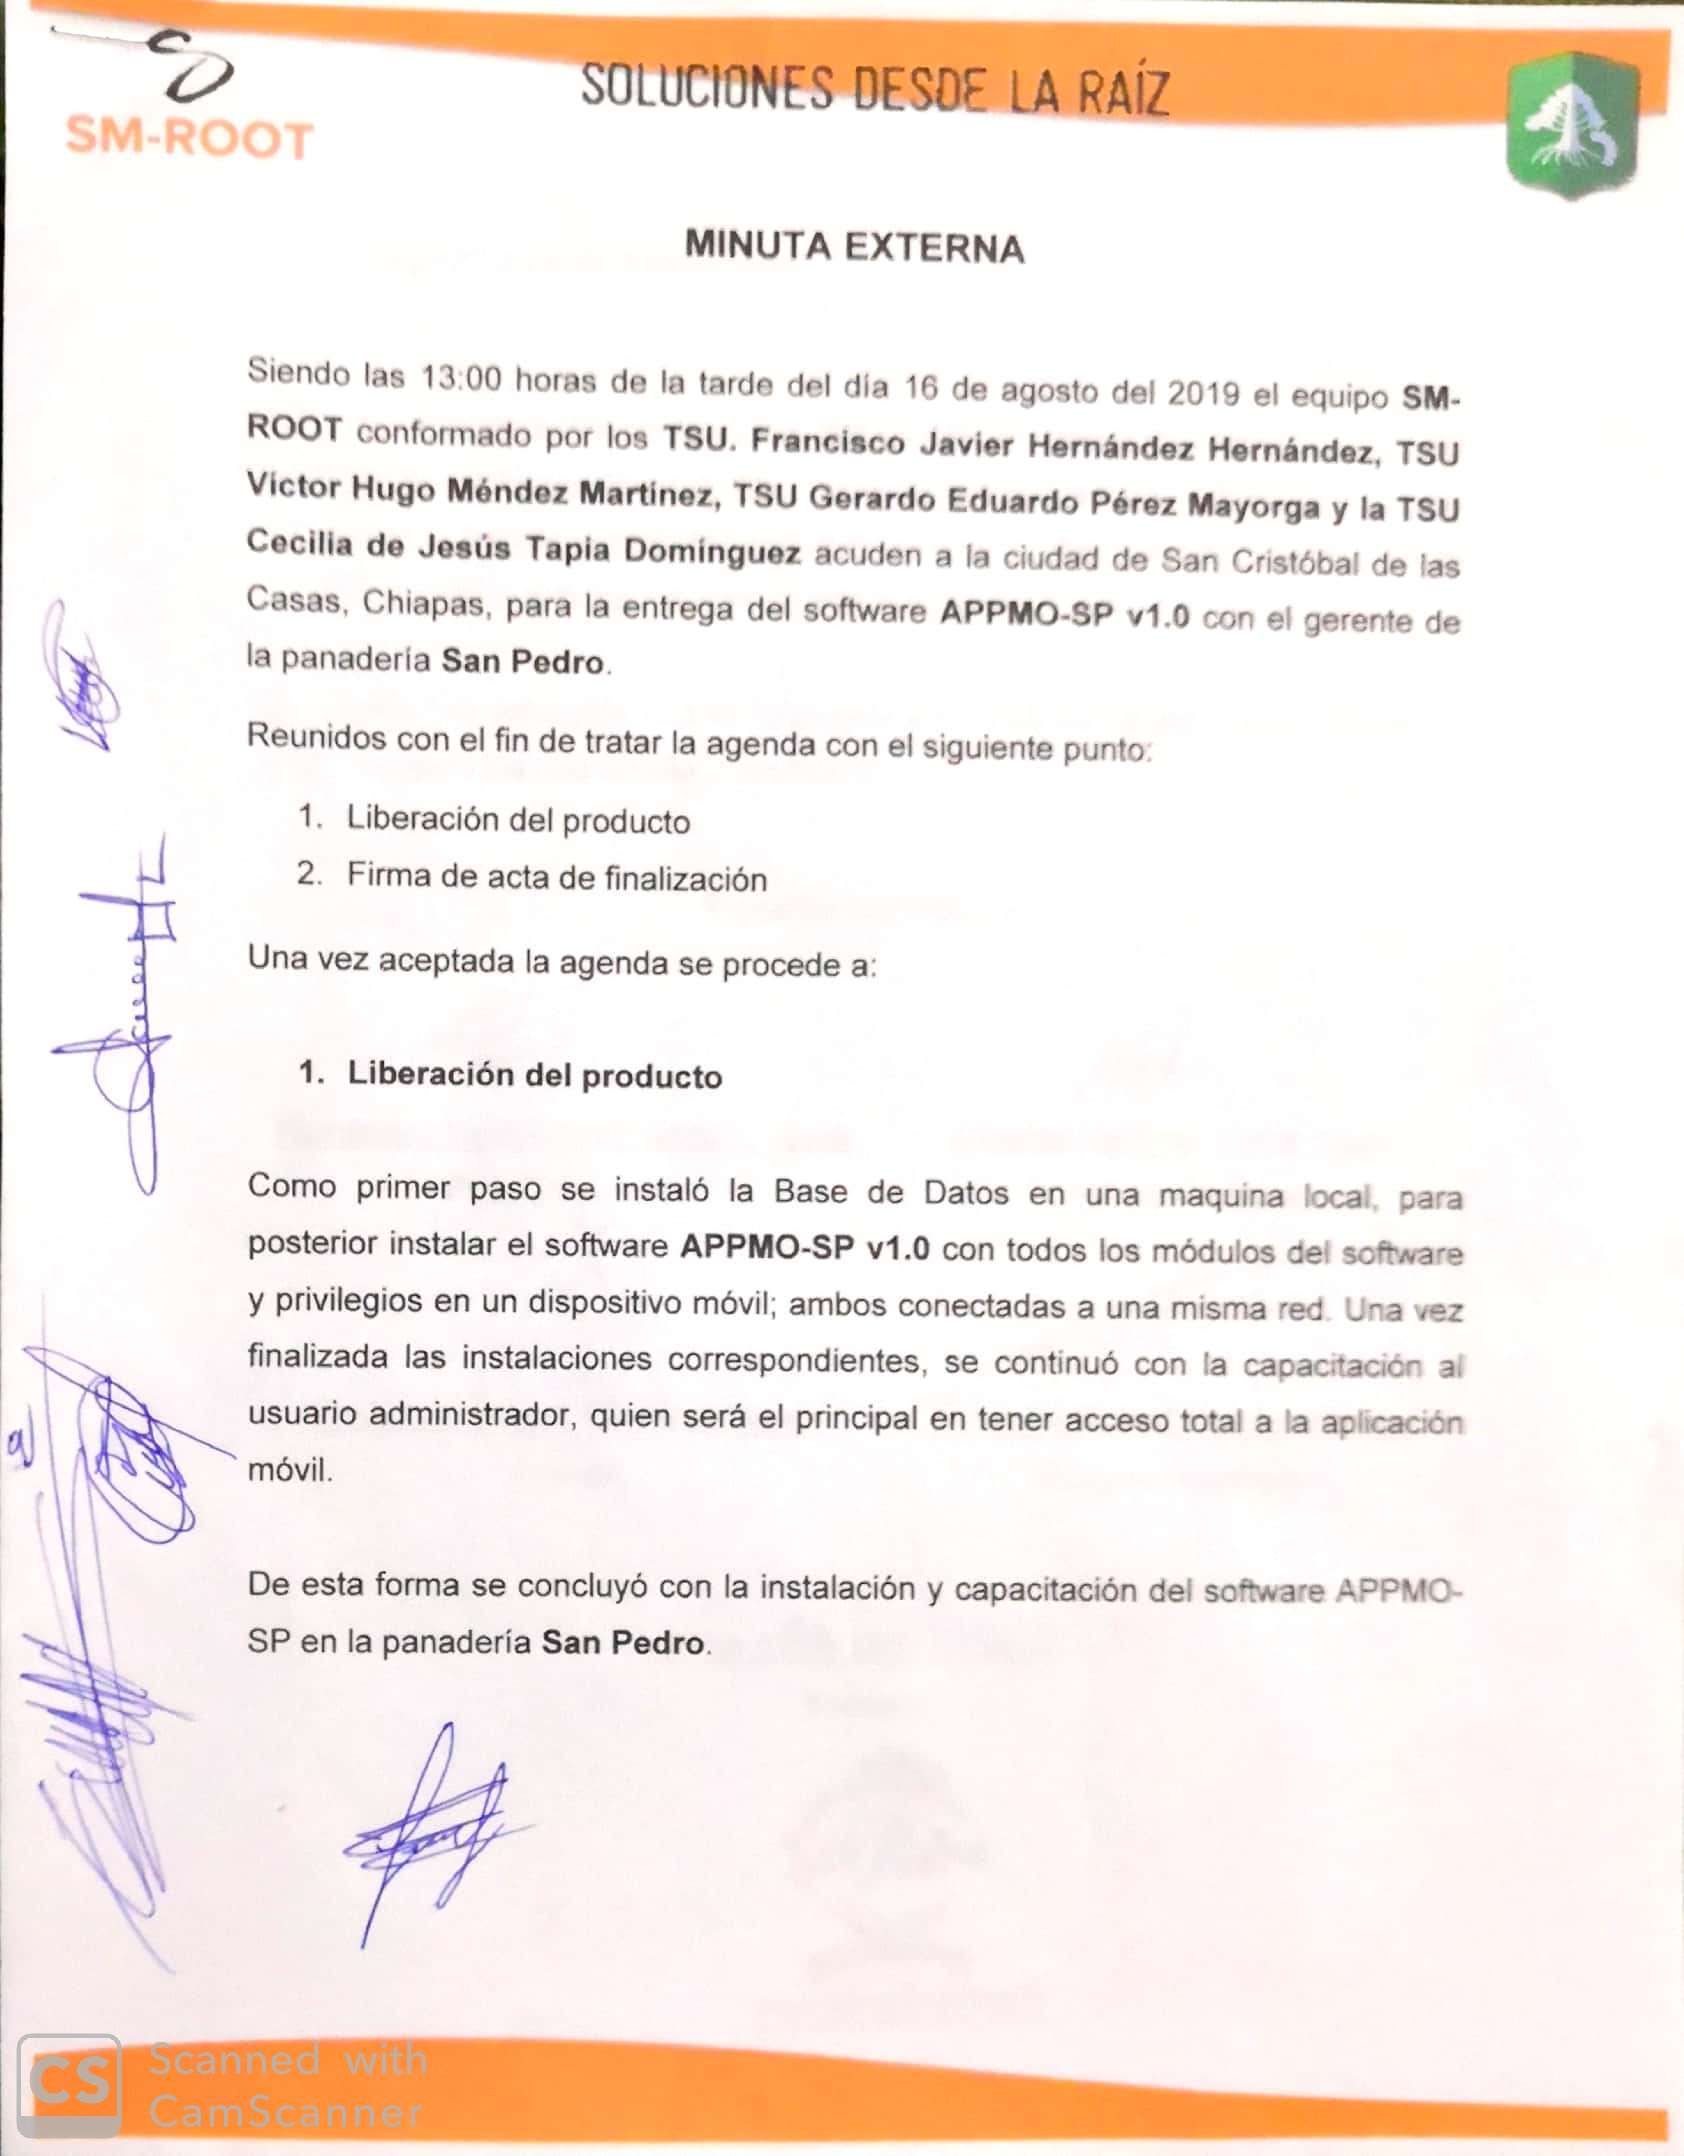 SOLUCIONES DESDE LA RAÍZ
SM-ROOT
MINUTA EXTERNA
Siendo las 13:00 horas de la tarde del día 16 de agosto del 2019 el equipo SM-
ROOT conformado por los TSU. Francisco Javier Hernández Hernández, TSU
Víctor Hugo Méndez Martínez, TSU Gerardo Eduardo Pérez Mayorga y la TSU
Cecilia de Jesús Tapia Domínguez acuden a la ciudad de San Cristóbal de las
Casas, Chiapas, para la entrega del software APPMO-SP v1.0 con el gerente de
la panadería San Pedro.
Reunidos con el fin de tratar la agenda con el siguiente punto:
1. Liberación del producto
2. Firma de acta de finalización
Una vez aceptada la agenda se procede a:
1. Liberación del producto
Como primer paso se instaló la Base de Datos en una maquina local, para
posterior instalar el software APPMO-SP v1.0 con todos los módulos del software
y privilegios en un dispositivo móvil; ambos conectadas a una misma red. Una vez
finalizada las instalaciones correspondientes, se continuó con la capacitación al
usuario administrador, quien será el principal en tener acceso total a la aplicación
móvil.
De esta forma se concluyó con la instalación y capacitación del software APPMO-
SP en la panadería San Pedro.
CS Scanned with
CamScanner